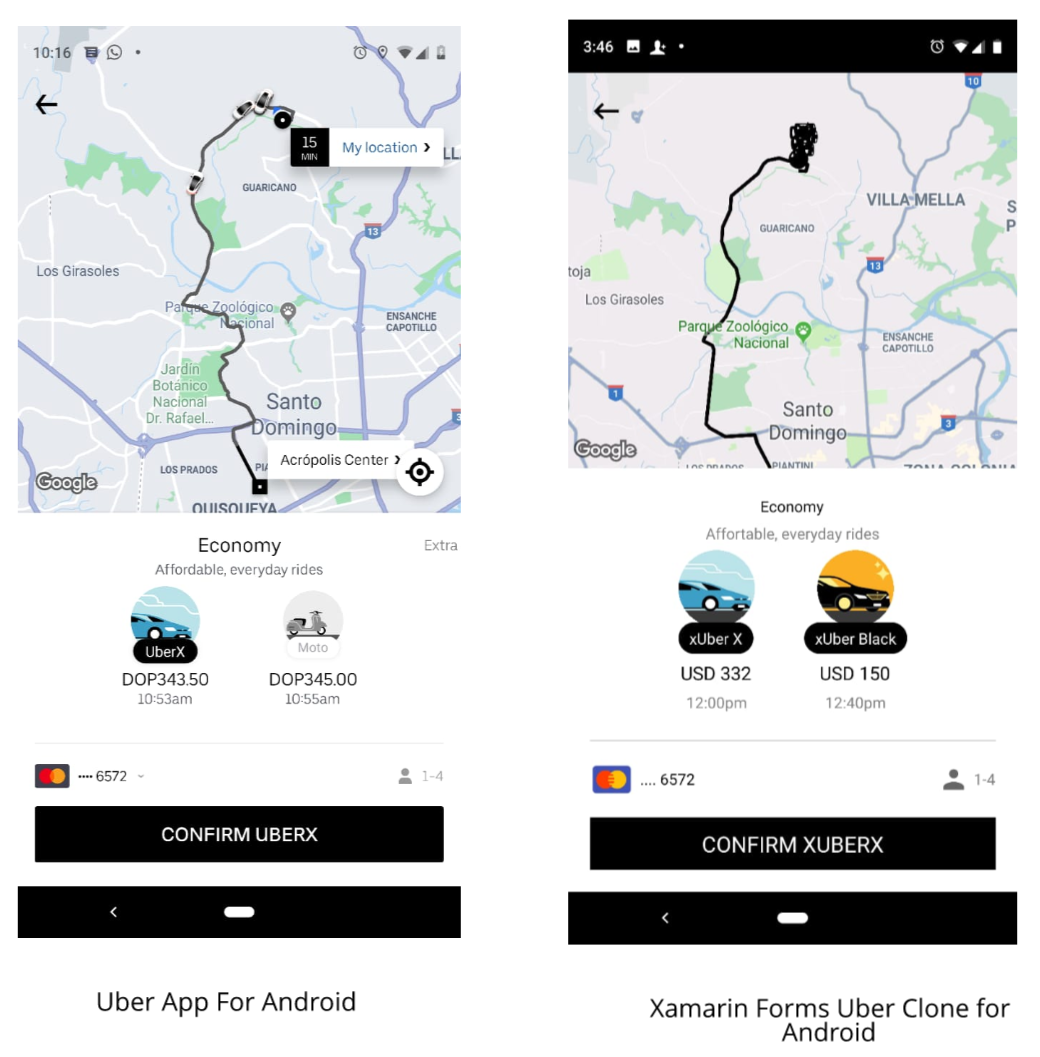 10:16
15
MIN
My location
LL
GUARICANO
13
Los Girasoles
Parque Zoológico
Nacional
ENSANCHE
CAPOTILLO
Jardín
Botánico
Nacional
Dr. Rafael...
Santo
Domingo
Acrópolis Center
LOS PRADOS
PIA
Google
QUISQUEYA
Economy
Extra
Affordable, everyday rides
UberX
Moto
DOP343.50
DOP345.00
10:53am
10:55am
•••• 6572
1-4
CONFIRM UBERX
Uber App For Android
3:46
10
VILLA MELLA
S
P
GUARICANO
13
toja
Los Girasoles
Parque Zoológico
Nacional
ENSANCHE
CAPOTILLO
1
Santo
Domingo
3
Google
LOS PRADOS
PIANTINI
ZONA COLONIA
Economy
Affortable, everyday rides
xUber X
xUber Black
USD 332
USD 150
12:00pm
12:40pm
.... 6572
1-4
CONFIRM XUBERX
Xamarin Forms Uber Clone for
Android